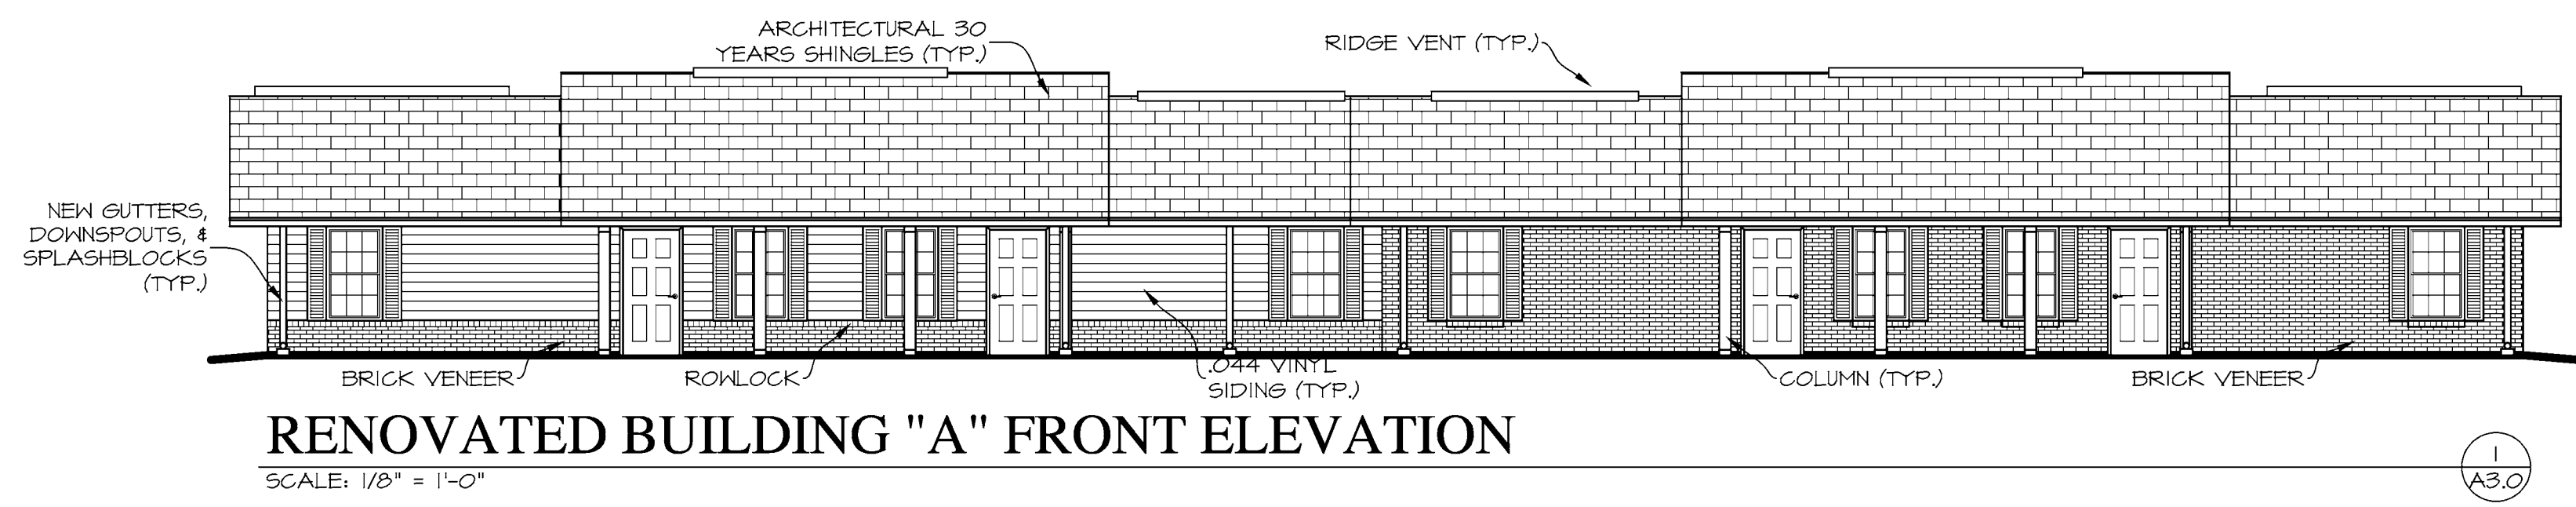 ARCHITECTURAL 30
YEARS SHINGLES (TYP.)
RIDGE VENT (TYP.)
NEW GUTTERS,
DOWNSPOUTS, &
SPLASHBLOCKS
(TYP.)
BRICK VENEER
ROWLOCK
.044 VINYL
SIDING (TYP.)
COLUMN (TYP.)
BRICK VENEER
RENOVATED BUILDING "A" FRONT ELEVATION
SCALE: 1/8" = 1'-0"
1
A3.0